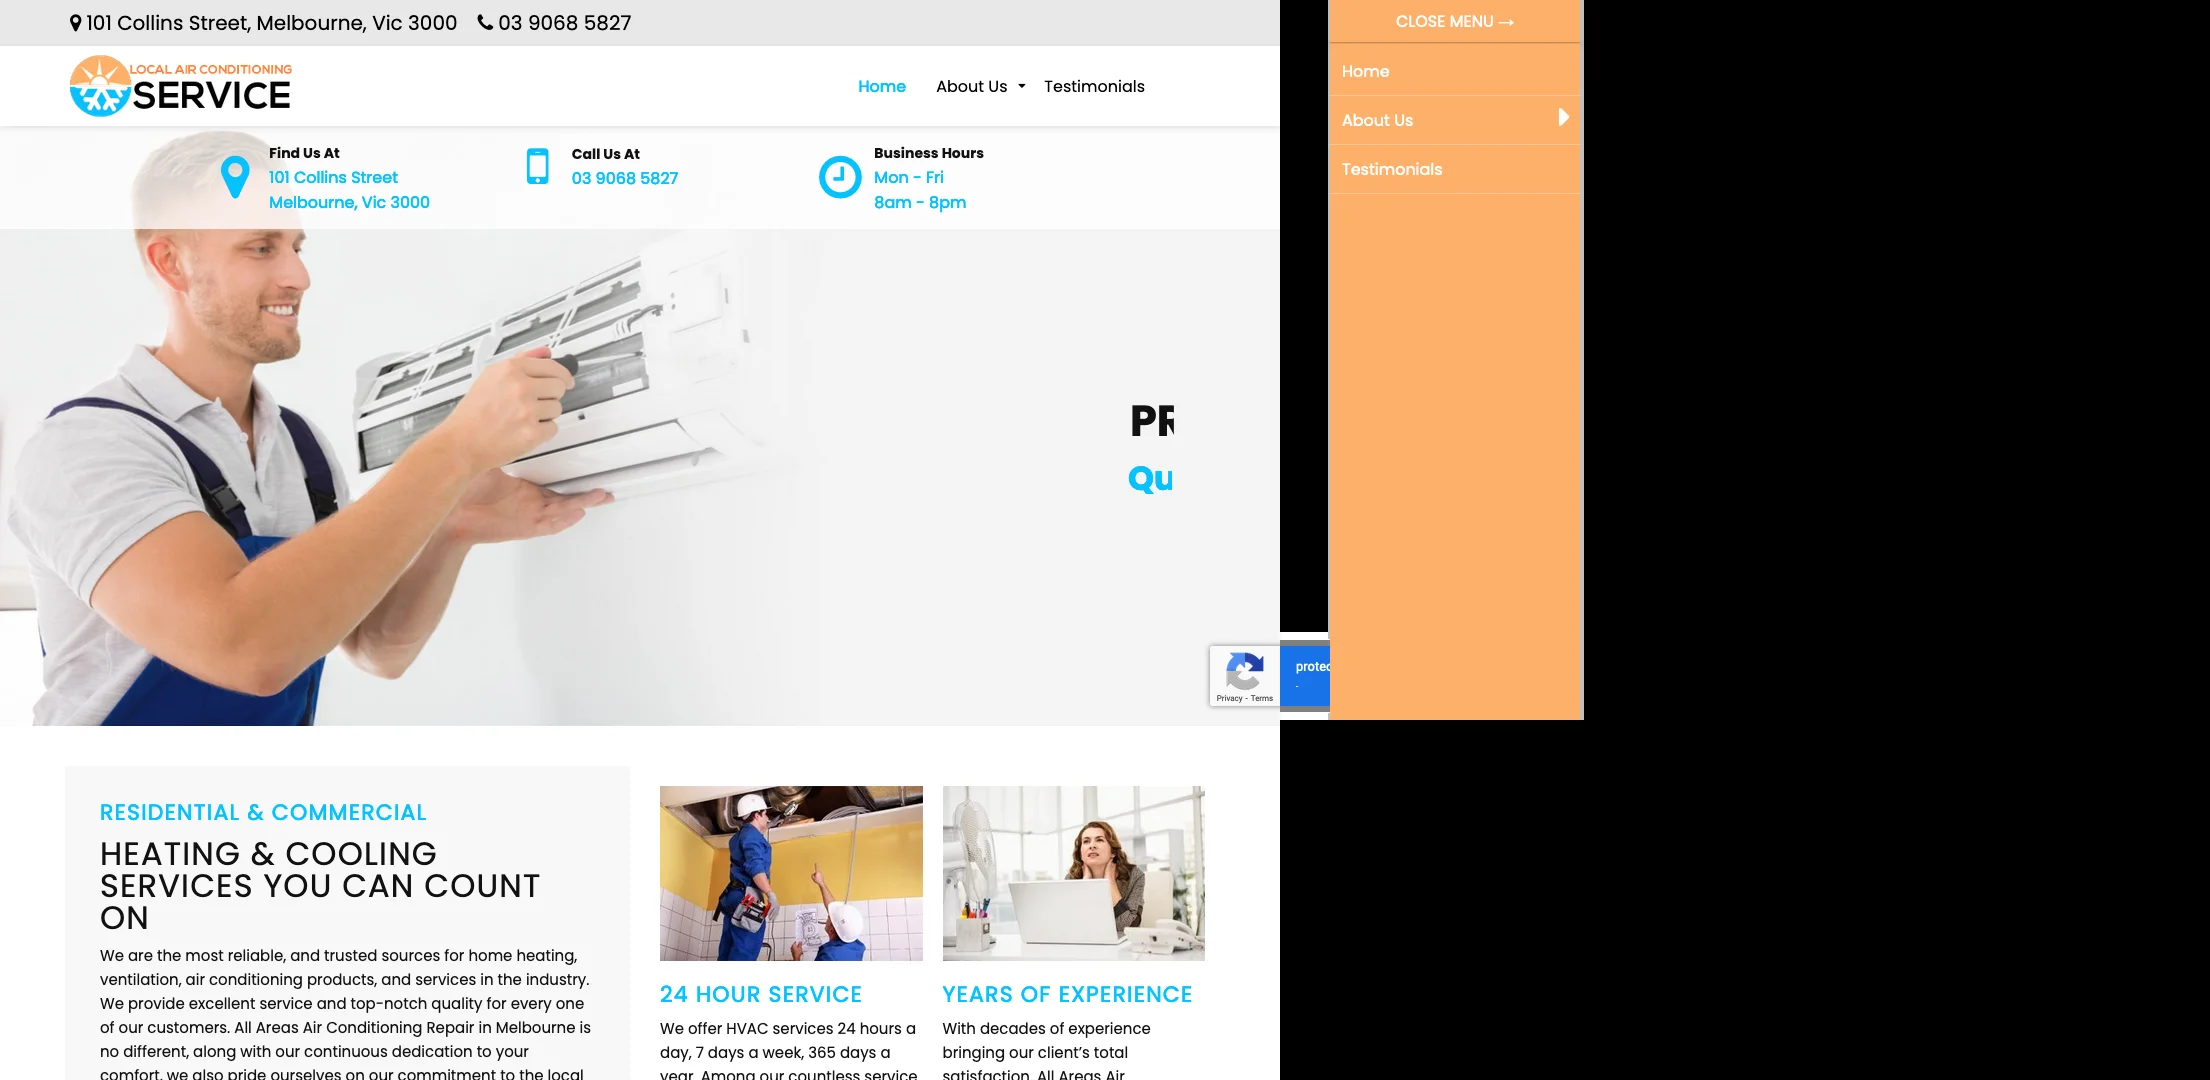 101 Collins Street, Melbourne, Vic 3000 03 9068 5827
LOCAL AIR CONDITIONING
SERVICE
Home About Us Testimonials
Find Us At
101 Collins Street
Melbourne, Vic 3000
Call Us At
03 9068 5827
Business Hours
Mon - Fri
8am - 8pm
PR
Qu
CLOSE MENU →
Home
About Us
Testimonials
protec
Privacy - Terms
RESIDENTIAL & COMMERCIAL
HEATING & COOLING
SERVICES YOU CAN COUNT
ON
We are the most reliable, and trusted sources for home heating,
ventilation, air conditioning products, and services in the industry.
We provide excellent service and top-notch quality for every one
of our customers. All Areas Air Conditioning Repair in Melbourne is
no different, along with our continuous dedication to your
comfort, we also pride ourselves on our commitment to the local
24 HOUR SERVICE
We offer HVAC services 24 hours a
day, 7 days a week, 365 days a
year. Among our countless service
YEARS OF EXPERIENCE
With decades of experience
bringing our client's total
satisfaction, All Areas Air